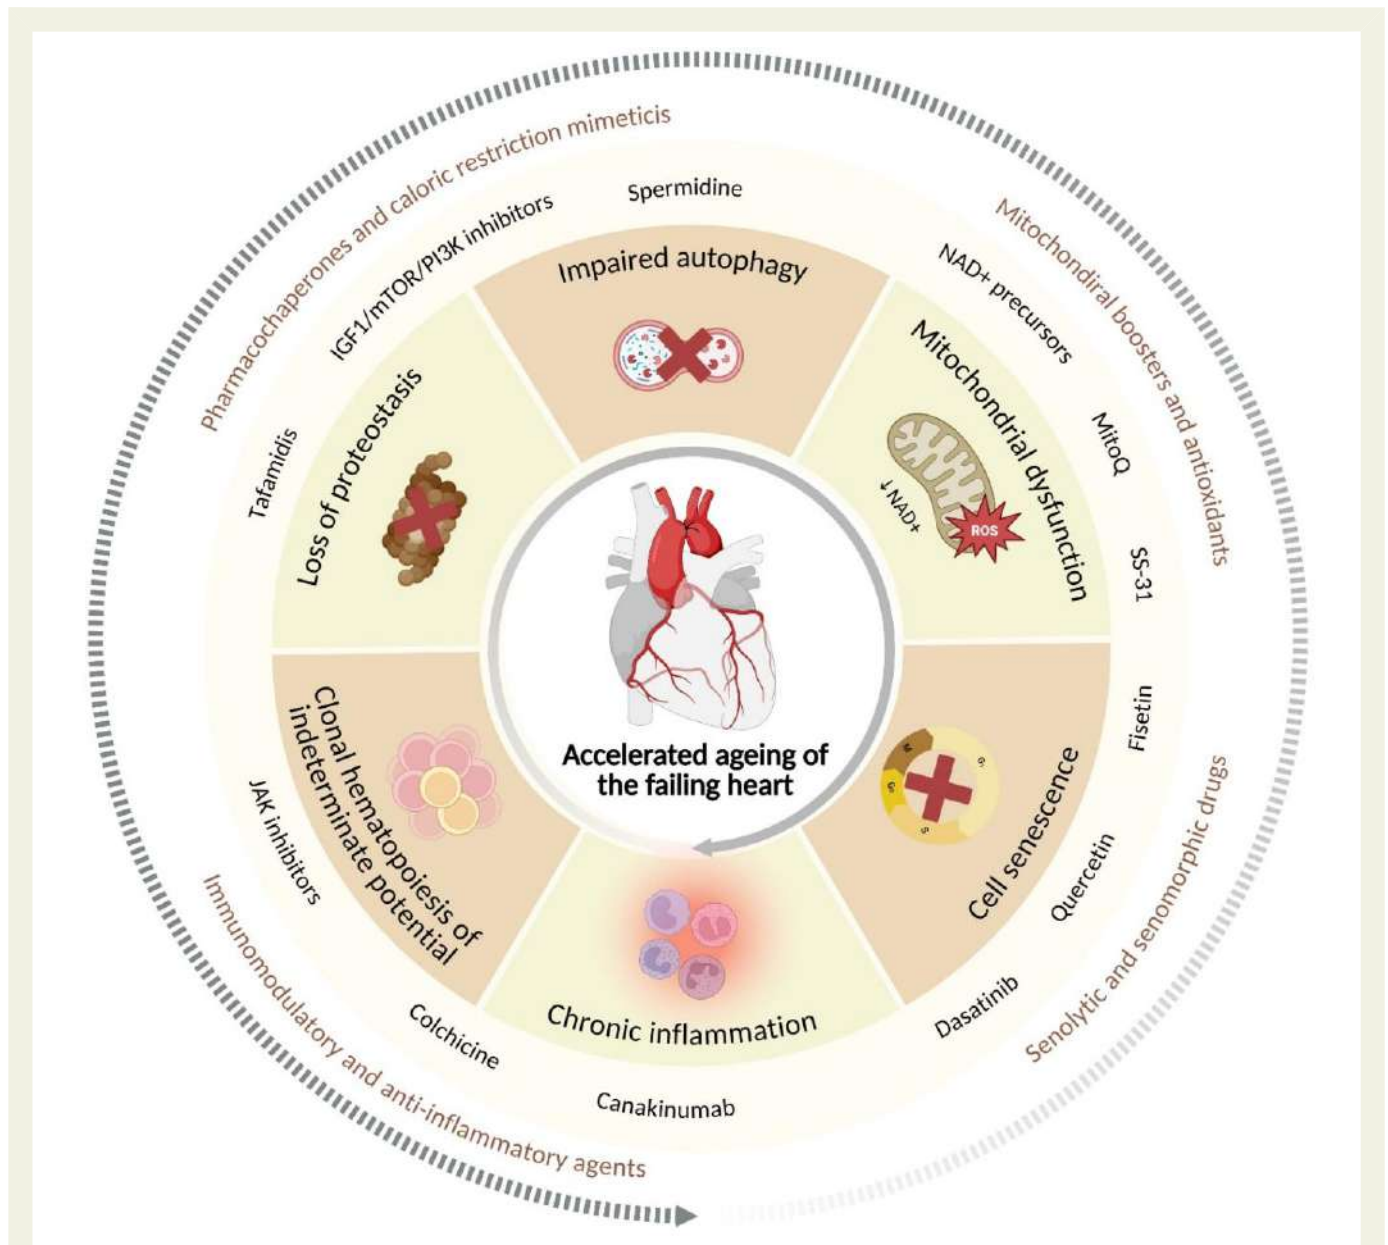 Pharmacochaperones and caloric restriction mimeticis
Mitochondiral boosters and antioxidants
Senolytic and senomorphic drugs
Immunomodulatory and anti-inflammatory agents
Spermidine
NAD+ precursors
MitoQ
SS-31
Fisetin
Quercetin
Dasatinib
Canakinumab
Colchicine
JAK inhibitors
Tafamidis
IGF1/mTOR/PI3K inhibitors
Impaired autophagy
Mitochondrial dysfunction
↓NAD+
ROS
Cell senescence
M
G₁
S
G₂
Chronic inflammation
Clonal hematopoiesis of
indeterminate potential
Loss of proteostasis
Accelerated ageing of
the failing heart